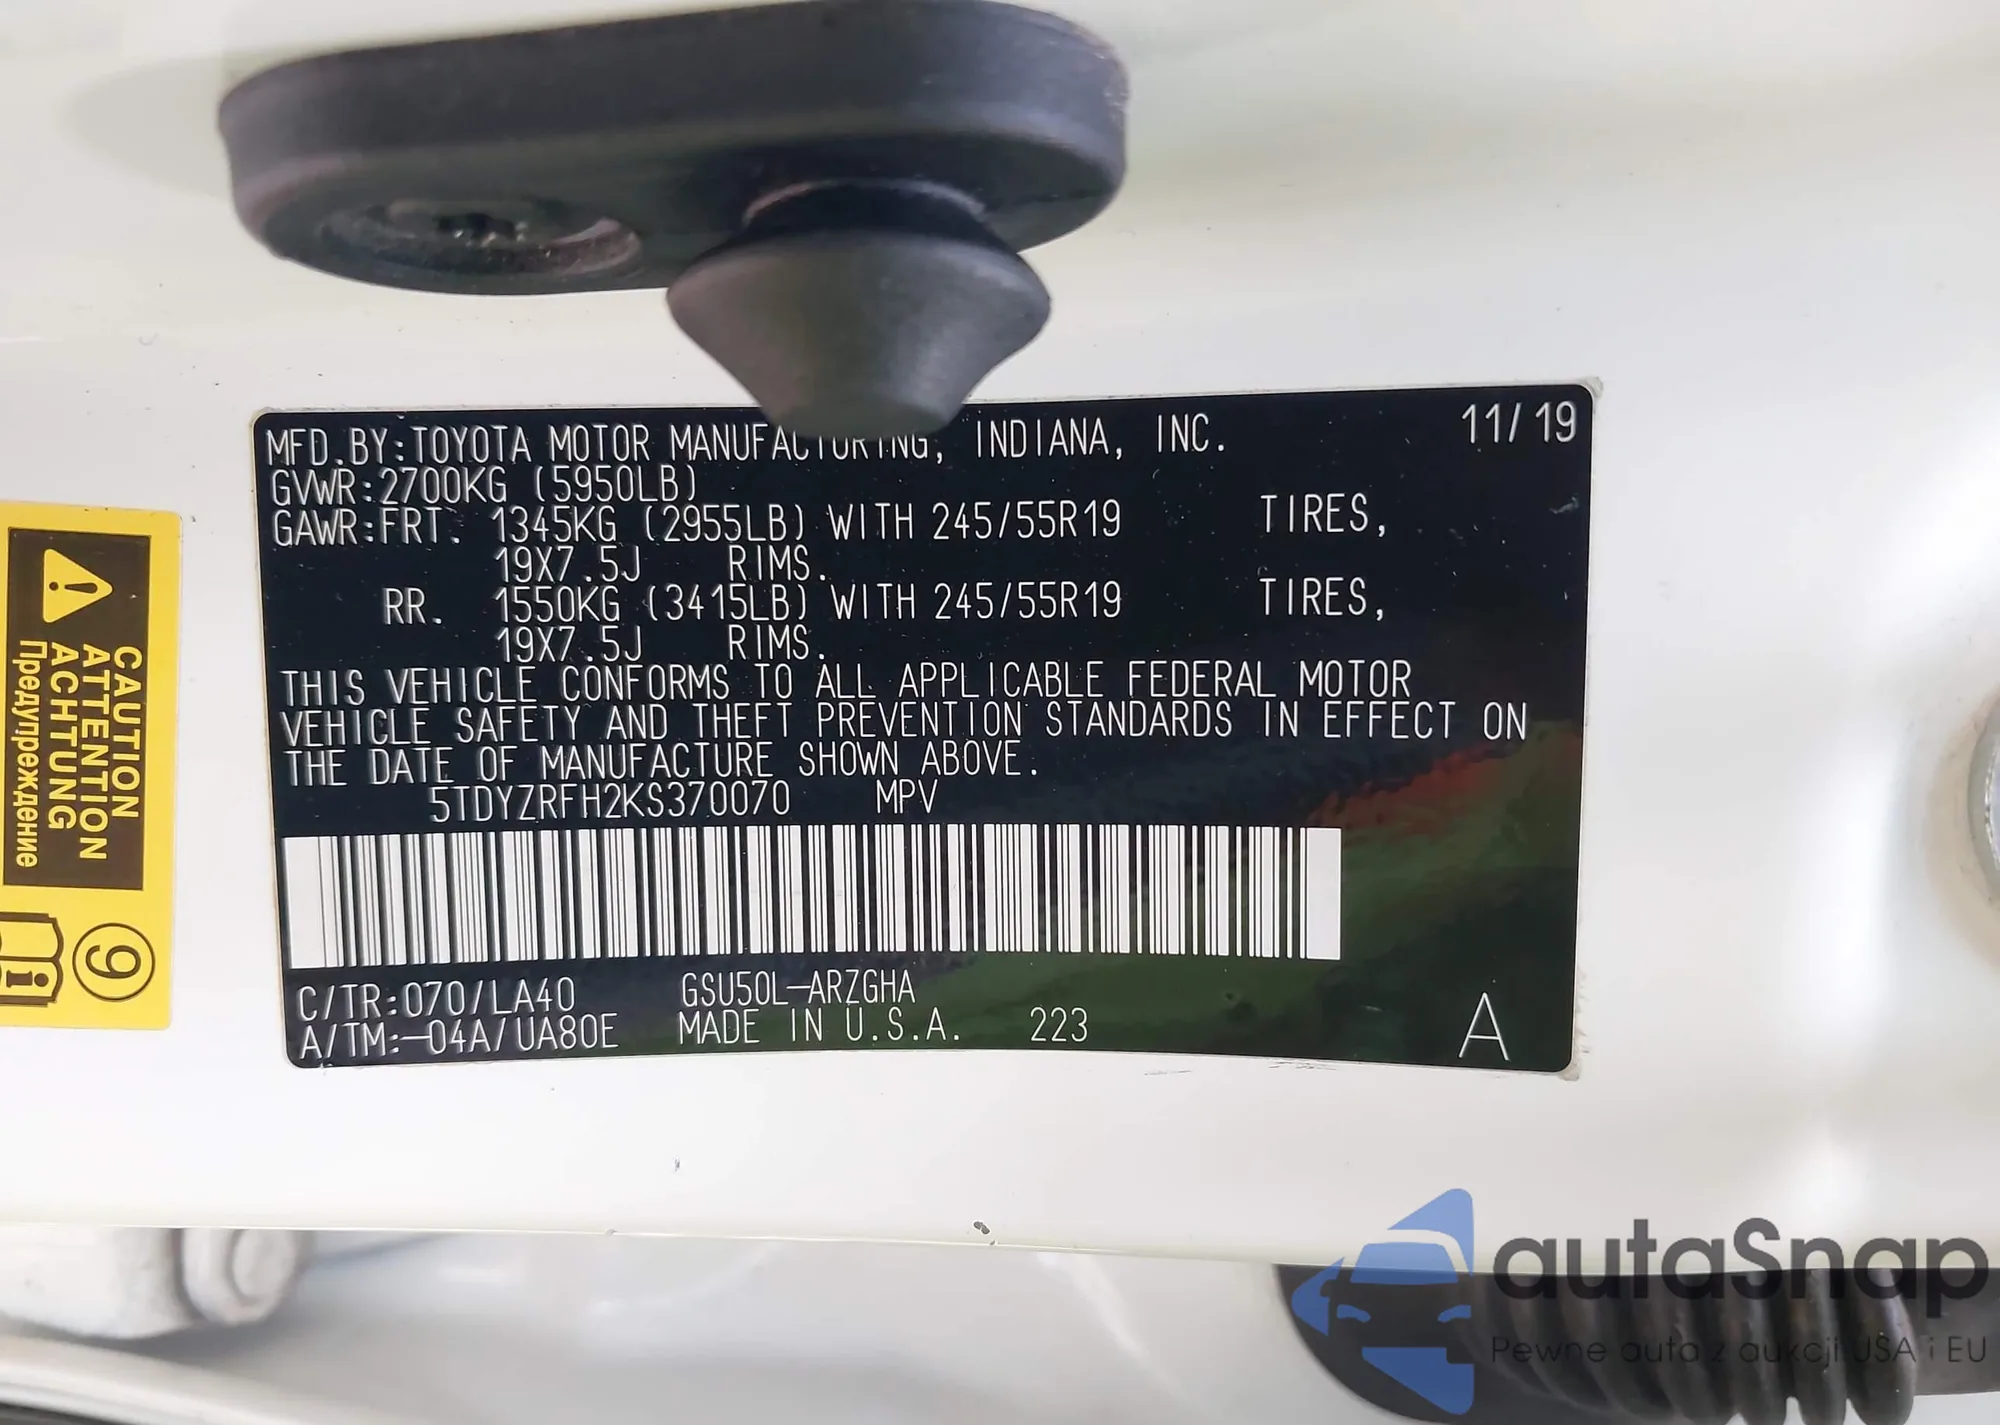 MFD.BY:TOYOTA MOTOR MANUFACTURING, INDIANA, INC. 11/19
GVWR:2700KG (5950LB)
GAWR:FRT. 1345KG (2955LB) WITH 245/55R19 TIRES,
19X7.5J RIMS.
RR. 1550KG (3415LB) WITH 245/55R19 TIRES,
19X7.5J RIMS.
THIS VEHICLE CONFORMS TO ALL APPLICABLE FEDERAL MOTOR
VEHICLE SAFETY AND THEFT PREVENTION STANDARDS IN EFFECT ON
THE DATE OF MANUFACTURE SHOWN ABOVE.
5TDYZRFH2KS370070 MPV
C/TR:070/LA40 GSU50L-ARZGHA
A/TM:-04A/UA80E MADE IN U.S.A. 223 A
CAUTION
ATTENTION
ACHTUNG
Предупреждение
9
autaSnap
Pewne auta z aukcji USA i EU